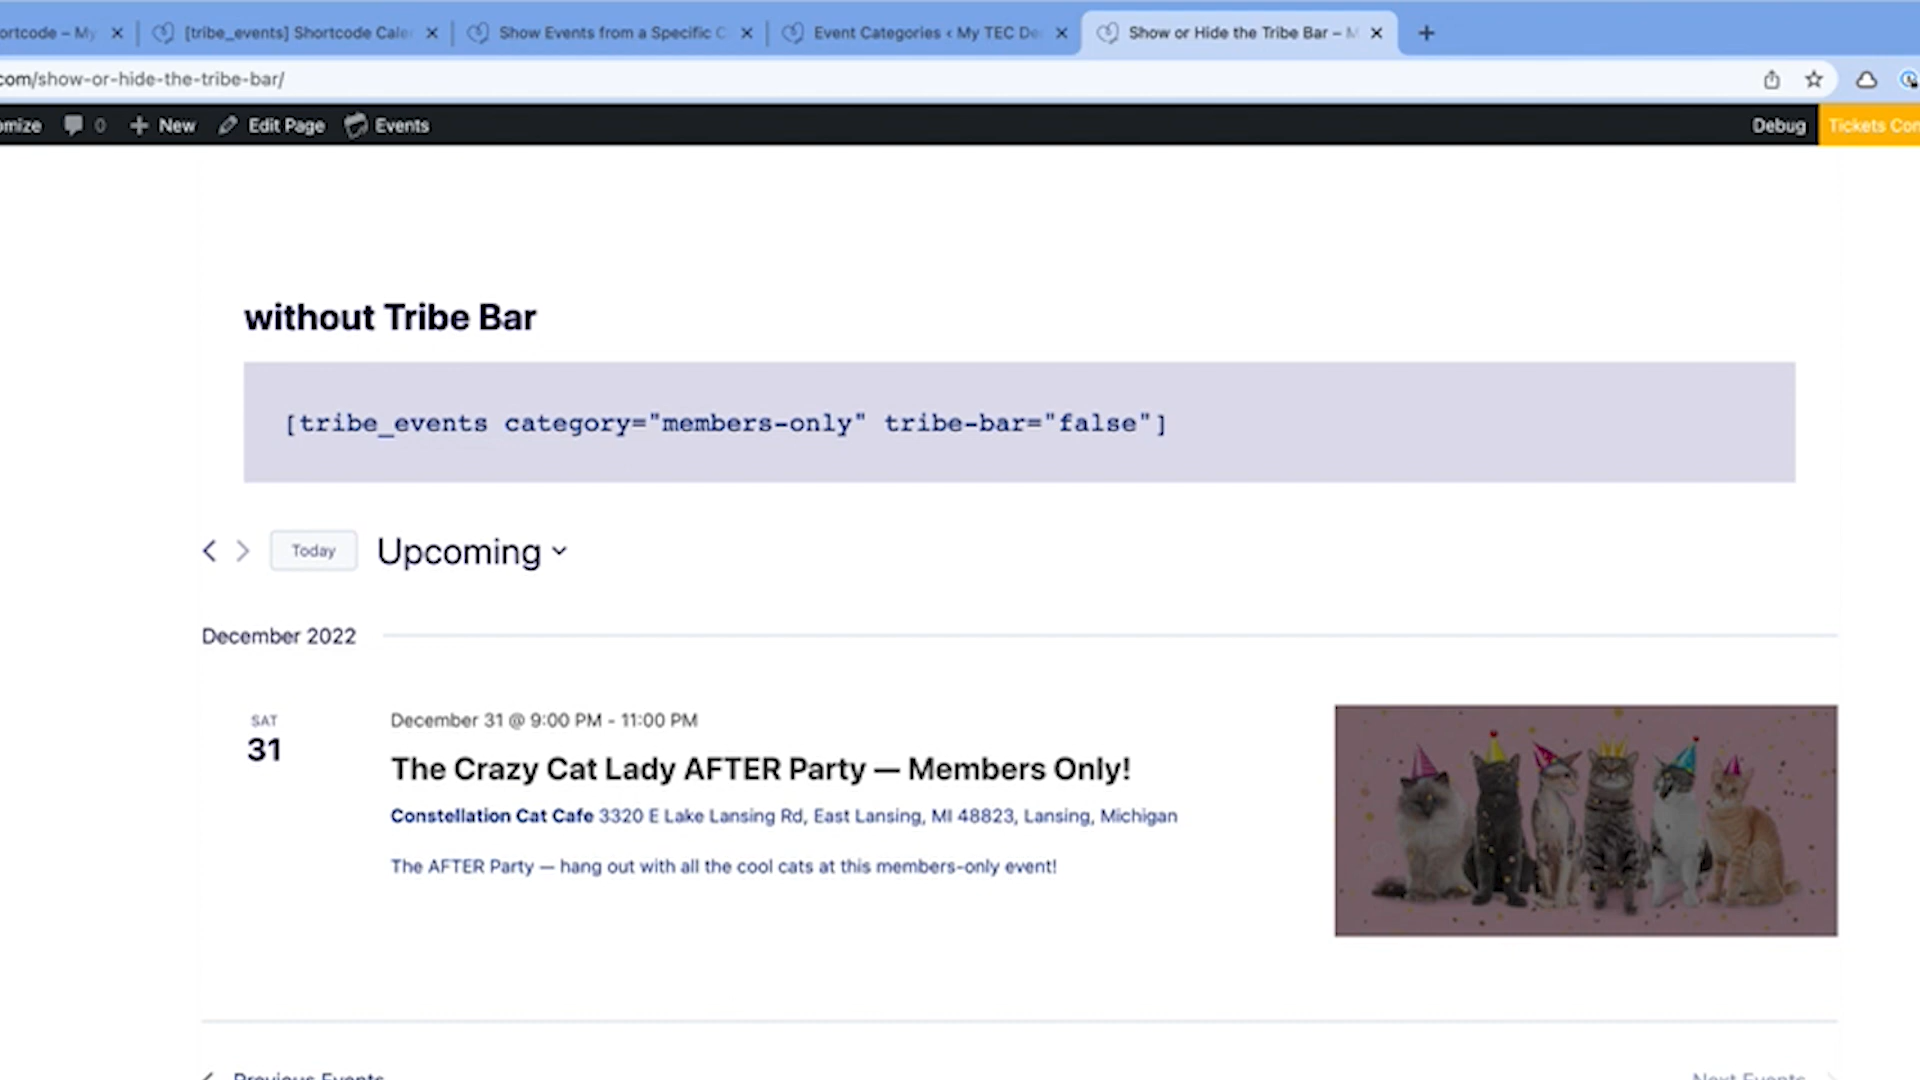 ortcode – My
[tribe_events] Shortcode Cale
Show Events from a Specific C
Event Categories ‹ My TEC De
Show or Hide the Tribe Bar – M
com/show-or-hide-the-tribe-bar/
omize 0 New Edit Page Events Debug Tickets Com
without Tribe Bar
[tribe_events category="members-only" tribe-bar="false"]
Today Upcoming
December 2022
SAT
31
December 31 @ 9:00 PM - 11:00 PM
The Crazy Cat Lady AFTER Party — Members Only!
Constellation Cat Cafe 3320 E Lake Lansing Rd, East Lansing, MI 48823, Lansing, Michigan
The AFTER Party — hang out with all the cool cats at this members-only event!
Previous Events Next Events